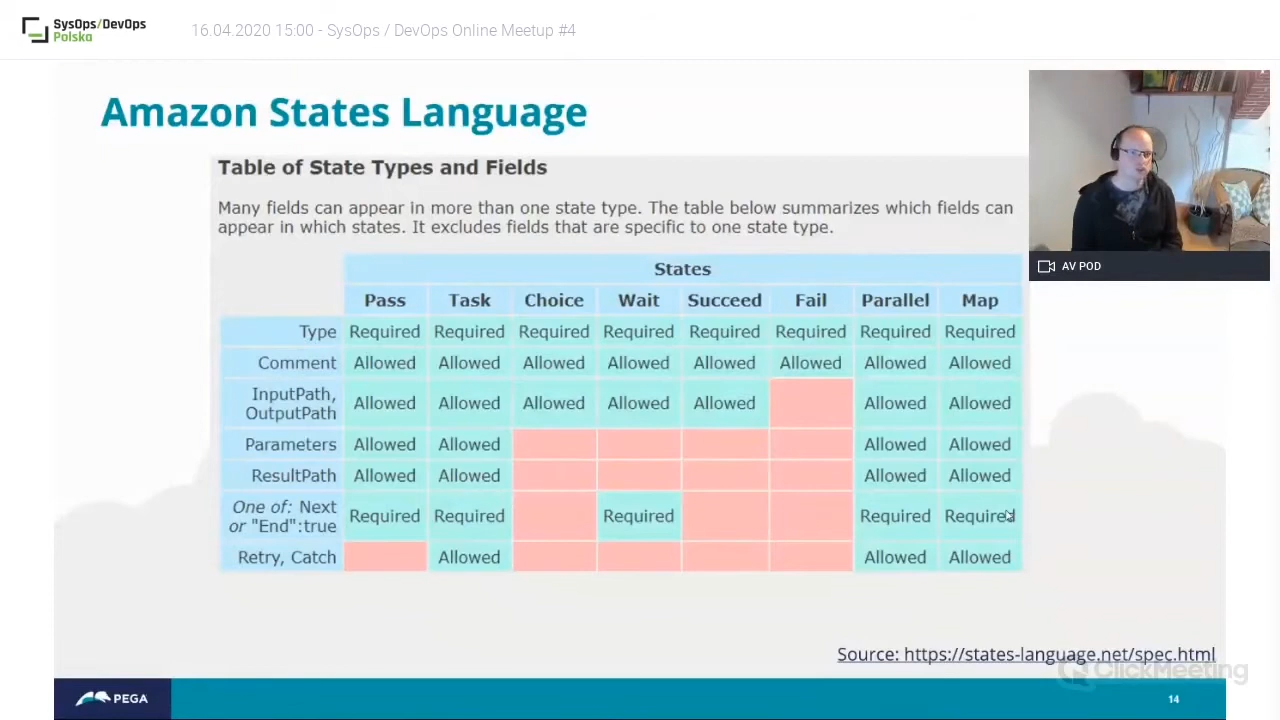 SysOps/DevOps
Polska
16.04.2020 15:00 - SysOps / DevOps Online Meetup #4
Amazon States Language
Table of State Types and Fields
Many fields can appear in more than one state type. The table below summarizes which fields can
appear in which states. It excludes fields that are specific to one state type.
States
Pass Task Choice Wait Succeed Fail Parallel Map
Type Required Required Required Required Required Required Required Required
Comment Allowed Allowed Allowed Allowed Allowed Allowed Allowed Allowed
InputPath,
OutputPath Allowed Allowed Allowed Allowed Allowed Allowed Allowed
Parameters Allowed Allowed Allowed Allowed
ResultPath Allowed Allowed Allowed Allowed
One of: Next
or "End":true Required Required Required Required Required
Retry, Catch Allowed Allowed Allowed
AV POD
Source: https://states-language.net/spec.html
ClickMeeting
PEGA
14